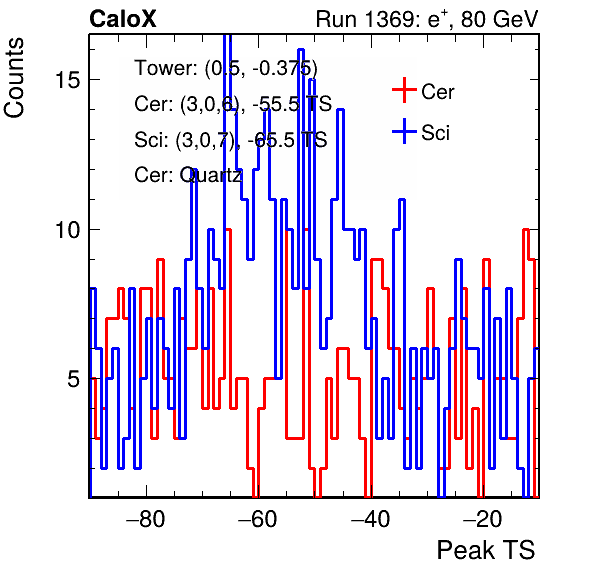 CaloX
Run 1369: e+, 80 GeV
Counts
Tower: (0.5, -0.375)
Cer: (3,0,6), -55.5 TS
Sci: (3,0,7), -65.5 TS
Cer: Quartz
Cer
Sci
15
10
5
−80
−60
−40
−20
Peak TS